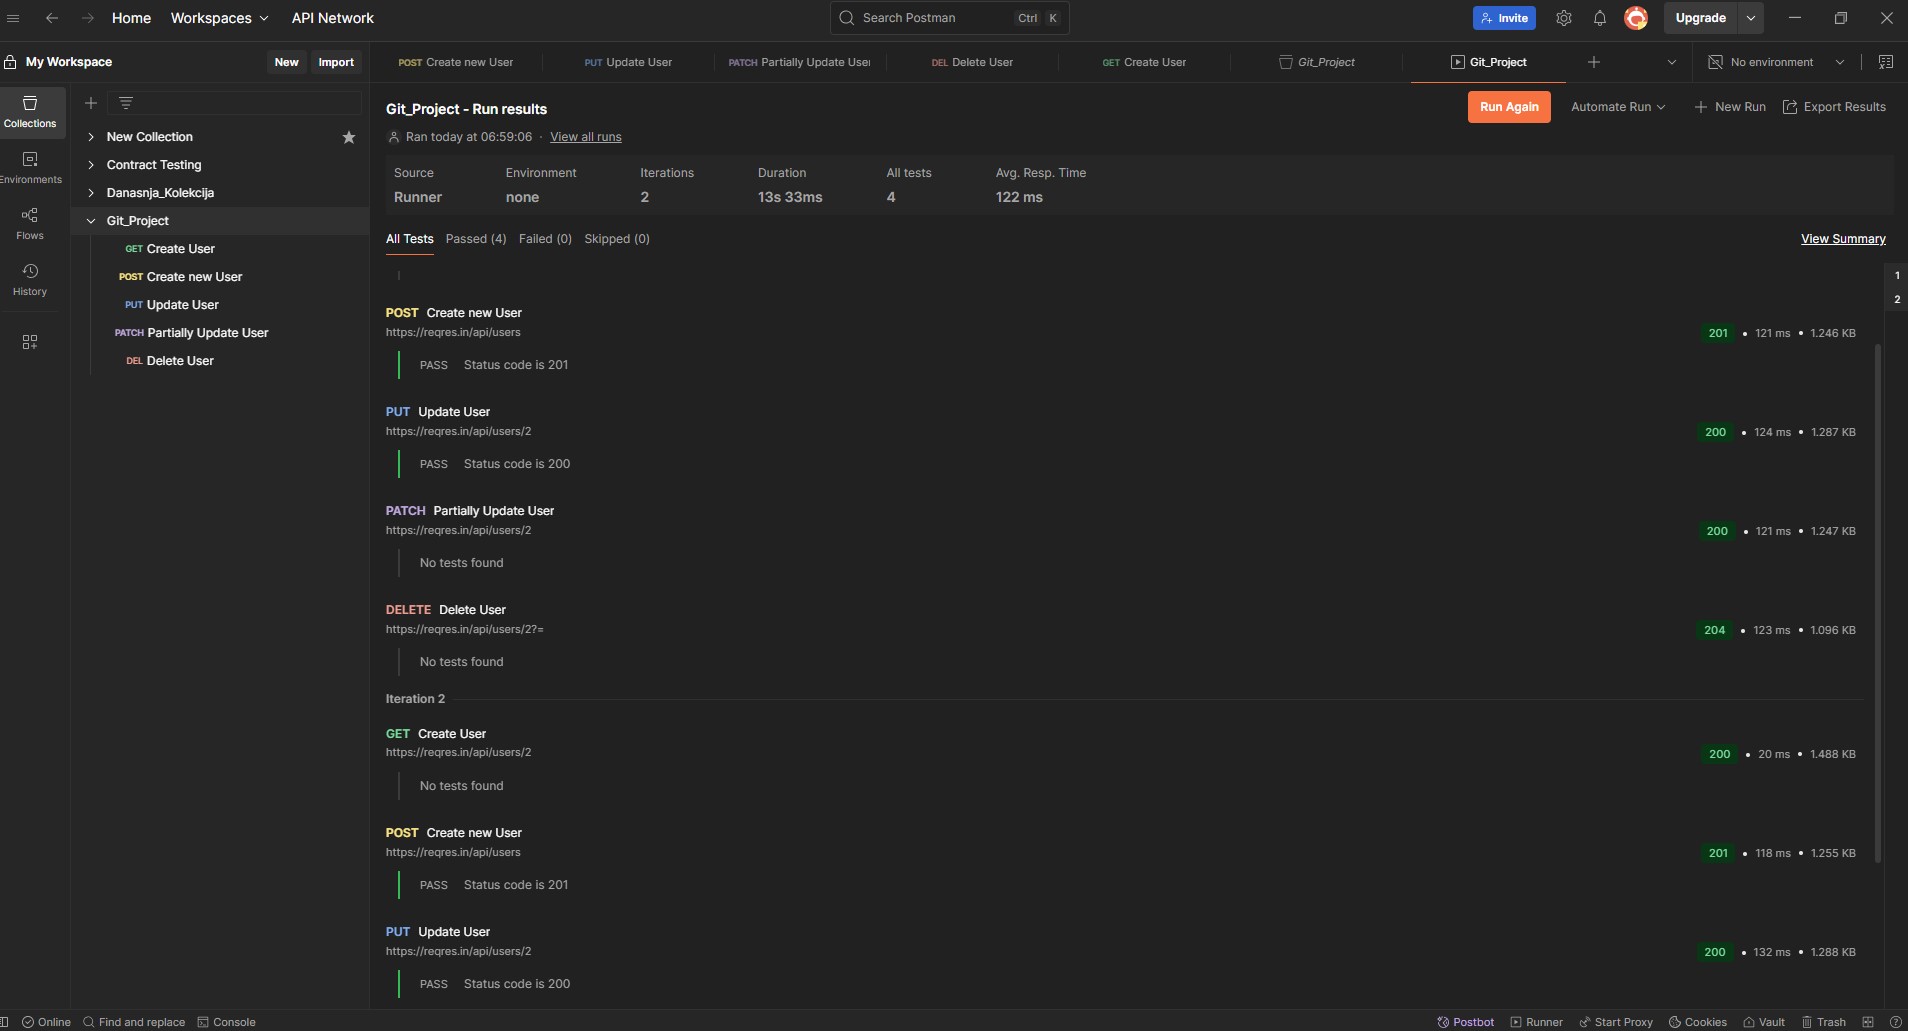 Home Workspaces API Network Search Postman Ctrl K Invite Upgrade
My Workspace New Import POST Create new User PUT Update User PATCH Partially Update User DEL Delete User GET Create User Git_Project Git_Project No environment
Collections
Environments
Flows
History
New Collection
Contract Testing
Danasnja_Kolekcija
Git_Project
GET Create User
POST Create new User
PUT Update User
PATCH Partially Update User
DEL Delete User
Git_Project - Run results Run Again Automate Run New Run Export Results
Ran today at 06:59:06 · View all runs
Source Environment Iterations Duration All tests Avg. Resp. Time
Runner none 2 13s 33ms 4 122 ms
All Tests Passed (4) Failed (0) Skipped (0) View Summary
1
2
POST Create new User
https://reqres.in/api/users 201 • 121 ms • 1.246 KB
PASS Status code is 201
PUT Update User
https://reqres.in/api/users/2 200 • 124 ms • 1.287 KB
PASS Status code is 200
PATCH Partially Update User
https://reqres.in/api/users/2 200 • 121 ms • 1.247 KB
No tests found
DELETE Delete User
https://reqres.in/api/users/2?= 204 • 123 ms • 1.096 KB
No tests found
Iteration 2
GET Create User
https://reqres.in/api/users/2 200 • 20 ms • 1.488 KB
No tests found
POST Create new User
https://reqres.in/api/users 201 • 118 ms • 1.255 KB
PASS Status code is 201
PUT Update User
https://reqres.in/api/users/2 200 • 132 ms • 1.288 KB
PASS Status code is 200
Online Find and replace Console Postbot Runner Start Proxy Cookies Vault Trash